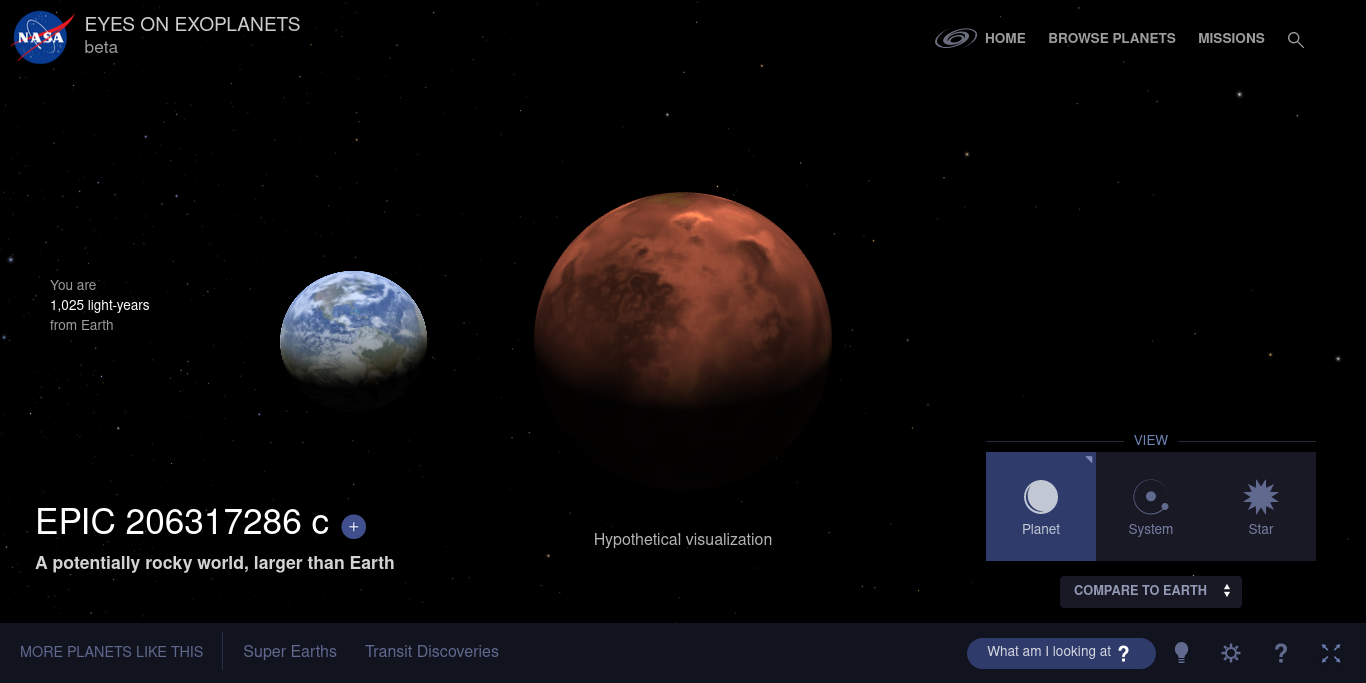 NASA
EYES ON EXOPLANETS
beta
HOME
BROWSE PLANETS
MISSIONS
You are
1,025 light-years
from Earth
VIEW
Planet
System
Star
EPIC 206317286 c +
A potentially rocky world, larger than Earth
Hypothetical visualization
COMPARE TO EARTH
MORE PLANETS LIKE THIS
Super Earths
Transit Discoveries
What am I looking at ?
?